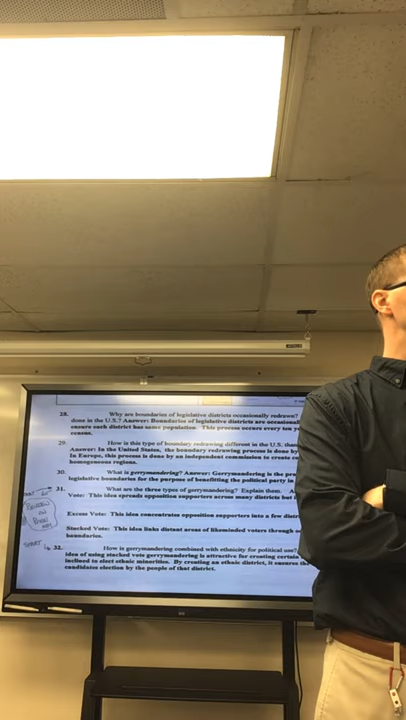 28. Why are boundaries of legislative districts occasionally redrawn?
done in the U.S.? Answer: Boundaries of legislative districts are occasional
ensure each district has same population. This process occurs every ten ye
census.
29. How is this type of boundary redrawing different in the U.S. than
Answer: In the United States, the boundary redrawing process is done by
In Europe, this process is done by an independent commission to create co
homogeneous regions.
30. What is gerrymandering? Answer: Gerrymandering is the pro
legislative boundaries for the purpose of benefitting the political party in
31. What are the three types of gerrymandering? Explain them. A
Vote: This idea spreads opposition supporters across many districts but
Excess Vote: This idea concentrates opposition supporters into a few distri
Stacked Vote: This idea links distant areas of likeminded voters through o
boundaries.
START
32. How is gerrymandering combined with ethnicity for political use?
Idea of using stacked vote gerrymandering is attractive for creating certain
inclined to elect ethnic minorities. By creating an ethnic district, it ensures th
candidates election by the people of that district.